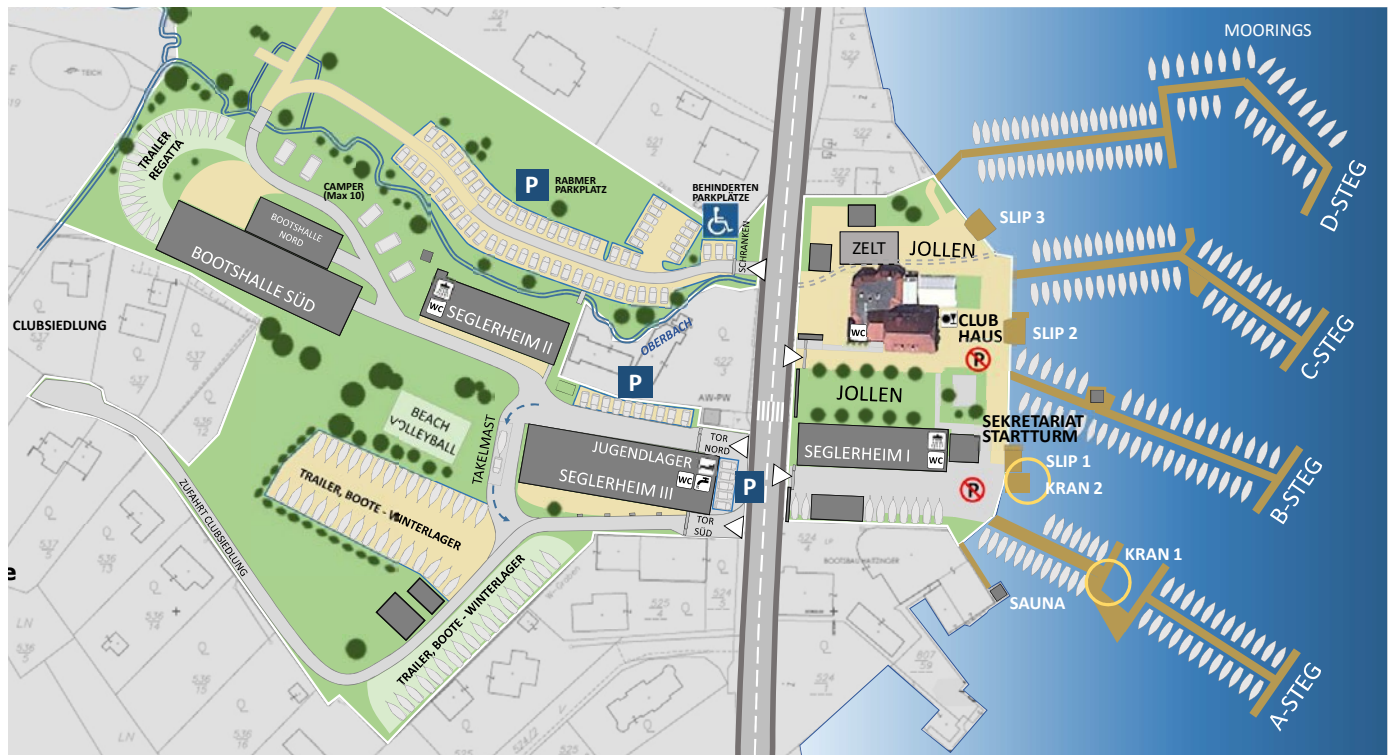 MOORINGS
D-STEG
C-STEG
B-STEG
A-STEG
TRAILER
REGATTA
CAMPER
(Max 10)
P
RABMER
PARKPLATZ
BEHINDERTEN
PARKPLÄTZE
SCHRANKEN
BOOTSHALLE
NORD
BOOTSHALLE SÜD
WC
SEGLERHEIM II
OBERBACH
CLUBSIEDLUNG
SLIP 3
ZELT
JOLLEN
CLUB
HAUS
WC
SLIP 2
P
JOLLEN
P
AW-PW
BEACH
VOLLEYBALL
TAKELMAST
TOR
NORD
JUGENDLAGER
SEGLERHEIM III
WC
P
TOR
SÜD
SEKRETARIAT
STARTTURM
SEGLERHEIM I
WC
SLIP 1
KRAN 2
P
KRAN 1
SAUNA
TRAILER, BOOTE - WINTERLAGER
TRAILER, BOOTE - WINTERLAGER
ZUFAHRT CLUBSIEDLUNG
TEICH
e